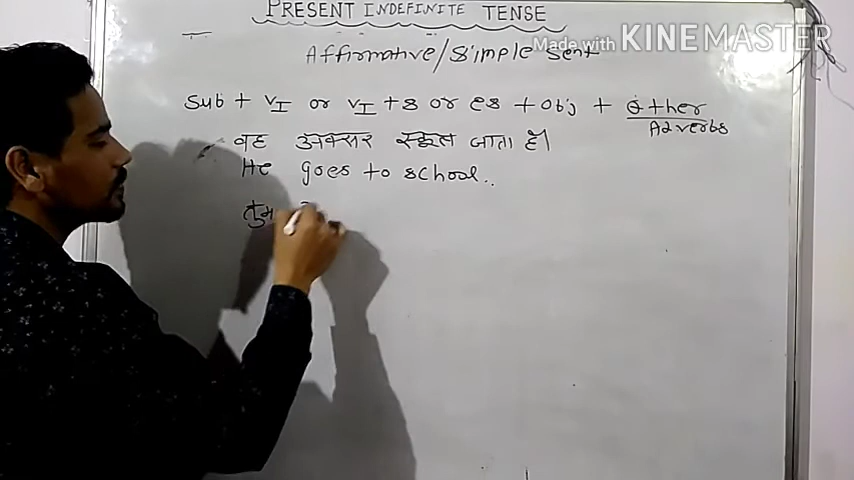 PRESENT INDEFINITE TENSE
Made with KINEMASTER
Affirmative/Simple Sent
Sub + VI or VI + s or es + Obj + Other
Adverbs
वह अक्सर स्कूल जाता है।
He goes to school..
तुम